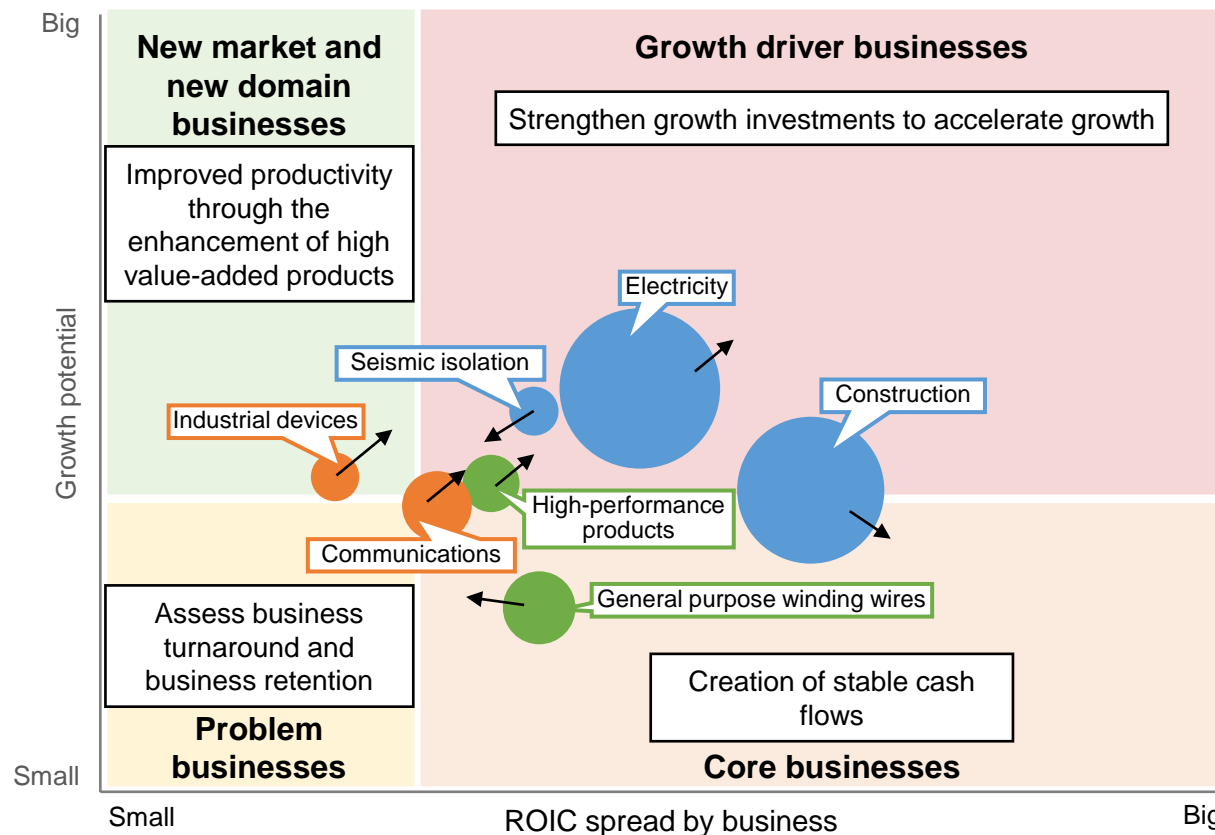 Big
New market and
new domain
businesses
Growth driver businesses
Strengthen growth investments to accelerate growth
Improved productivity
through the
enhancement of high
value-added products
Growth potential
Electricity
Seismic isolation
Construction
Industrial devices
High-performance
products
Communications
General purpose winding wires
Assess business
turnaround and
business retention
Creation of stable cash
flows
Problem
businesses
Core businesses
Small
Small
ROIC spread by business
Big